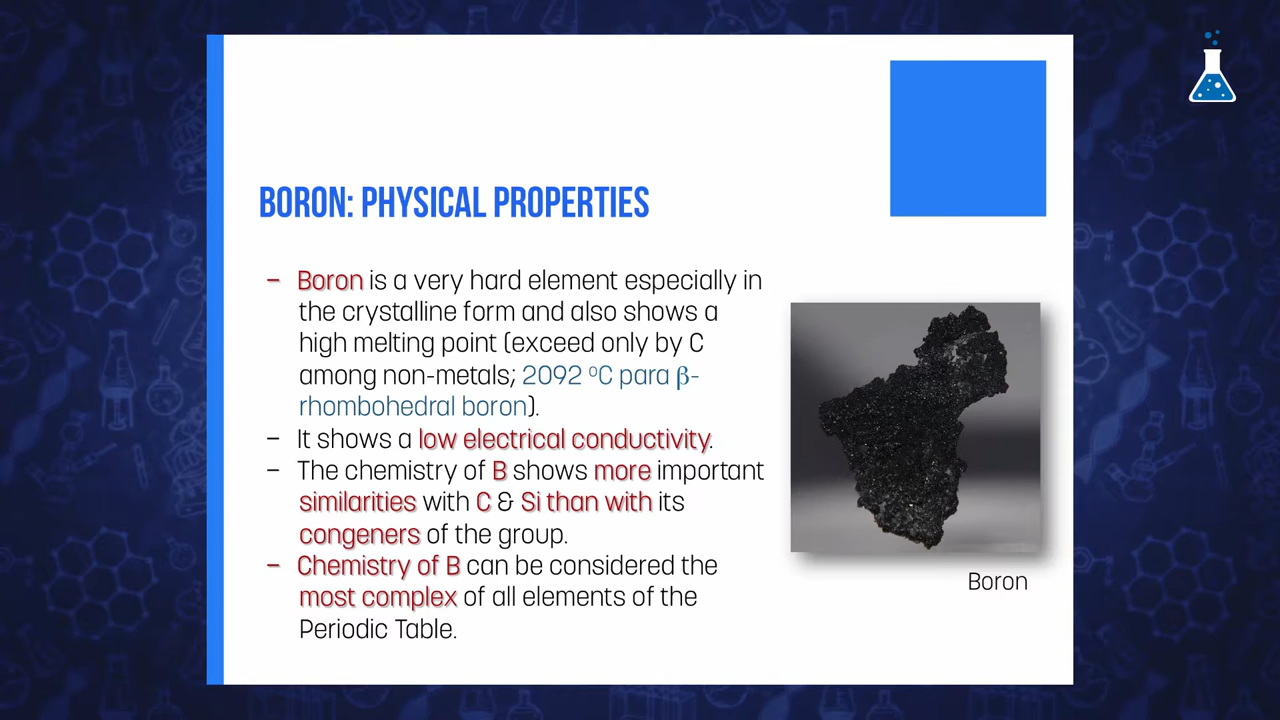 BORON: PHYSICAL PROPERTIES
– Boron is a very hard element especially in
the crystalline form and also shows a
high melting point (exceed only by C
among non-metals; 2092 ºC para β-
rhombohedral boron).
– It shows a low electrical conductivity.
– The chemistry of B shows more important
similarities with C & Si than with its
congeners of the group.
– Chemistry of B can be considered the
most complex of all elements of the
Periodic Table.
Boron